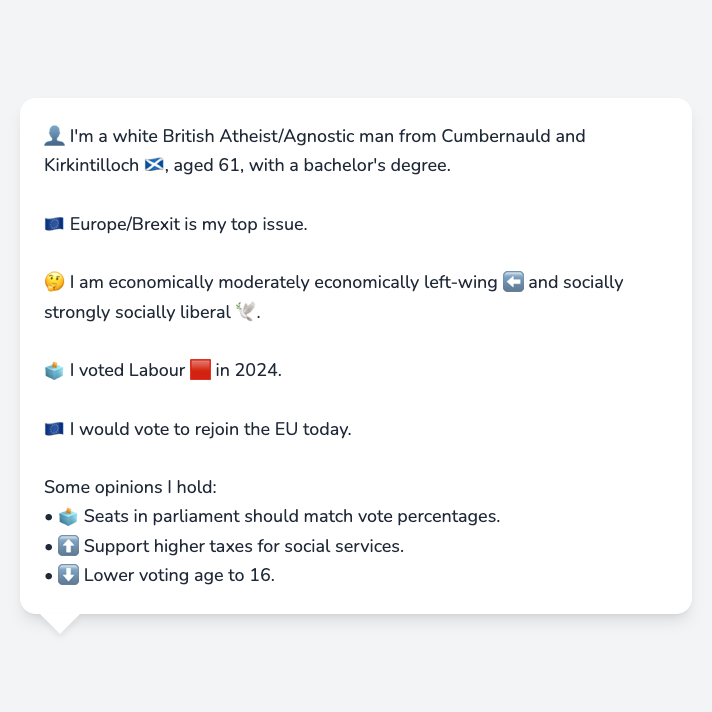 👤 I'm a white British Atheist/Agnostic man from Cumbernauld and
Kirkintilloch 🏴󠁧󠁢󠁳󠁣󠁴󠁿, aged 61, with a bachelor's degree.
🇪🇺 Europe/Brexit is my top issue.
🤔 I am economically moderately economically left-wing ⬅️ and socially
strongly socially liberal 🕊️.
🗳️ I voted Labour 🟥 in 2024.
🇪🇺 I would vote to rejoin the EU today.
Some opinions I hold:
• 🗳️ Seats in parliament should match vote percentages.
• ⬆️ Support higher taxes for social services.
• ⬇️ Lower voting age to 16.